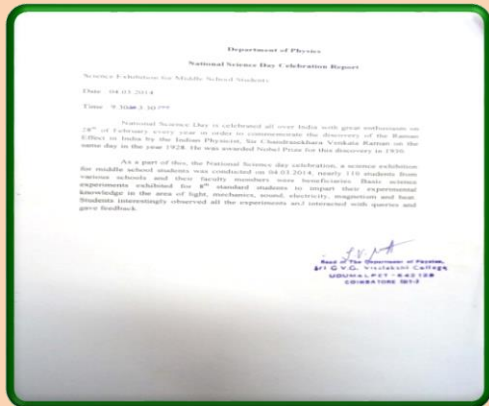 Department of Physics
National Science Day Celebration Report
Science Exhibition for Middle School Students
Date 04.03.2014
Time 9.30am 3.30 pm
National Science Day is celebrated all over India with great enthusiasm on
28th of February every year in order to commemorate the discovery of the Raman
Effect in India by the Indian Physicist, Sir Chandrasekhara Venkata Raman on the
same day in the year 1928. He was awarded Nobel Prize for this discovery in 1930.
As a part of this, the National Science day celebration, a science exhibition
for middle school students was conducted on 04.03.2014, nearly 116 students from
various schools and their faculty members were beneficiaries. Basic science
experiments exhibited for 8th standard students to impart their experimental
knowledge in the area of light, mechanics, sound, electricity, magnetism and heat.
Students interestingly observed all the experiments and interacted with queries and
gave feedback.
Head of The Department of Physics,
Sri G.V.G. Visalakshi College
UDUMALPET - 642128
COIMBATORE